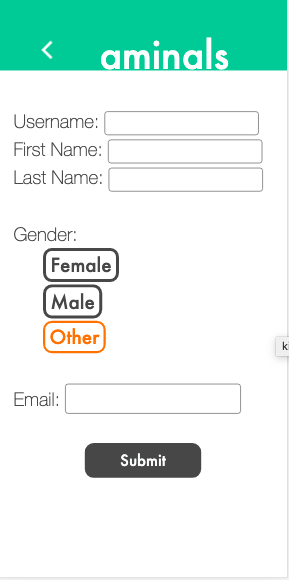 aminals
Username:
First Name:
Last Name:
Gender:
Female
Male
Other
Email:
Submit